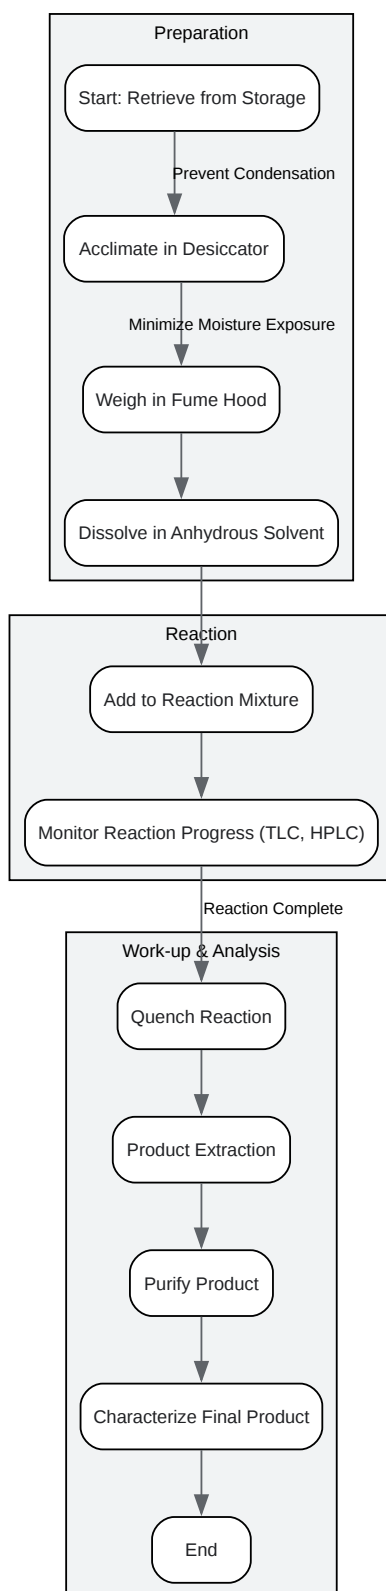 Preparation
Start: Retrieve from Storage
Prevent Condensation
Acclimate in Desiccator
Minimize Moisture Exposure
Weigh in Fume Hood
Dissolve in Anhydrous Solvent
Reaction
Add to Reaction Mixture
Monitor Reaction Progress (TLC, HPLC)
Reaction Complete
Work-up & Analysis
Quench Reaction
Product Extraction
Purify Product
Characterize Final Product
End